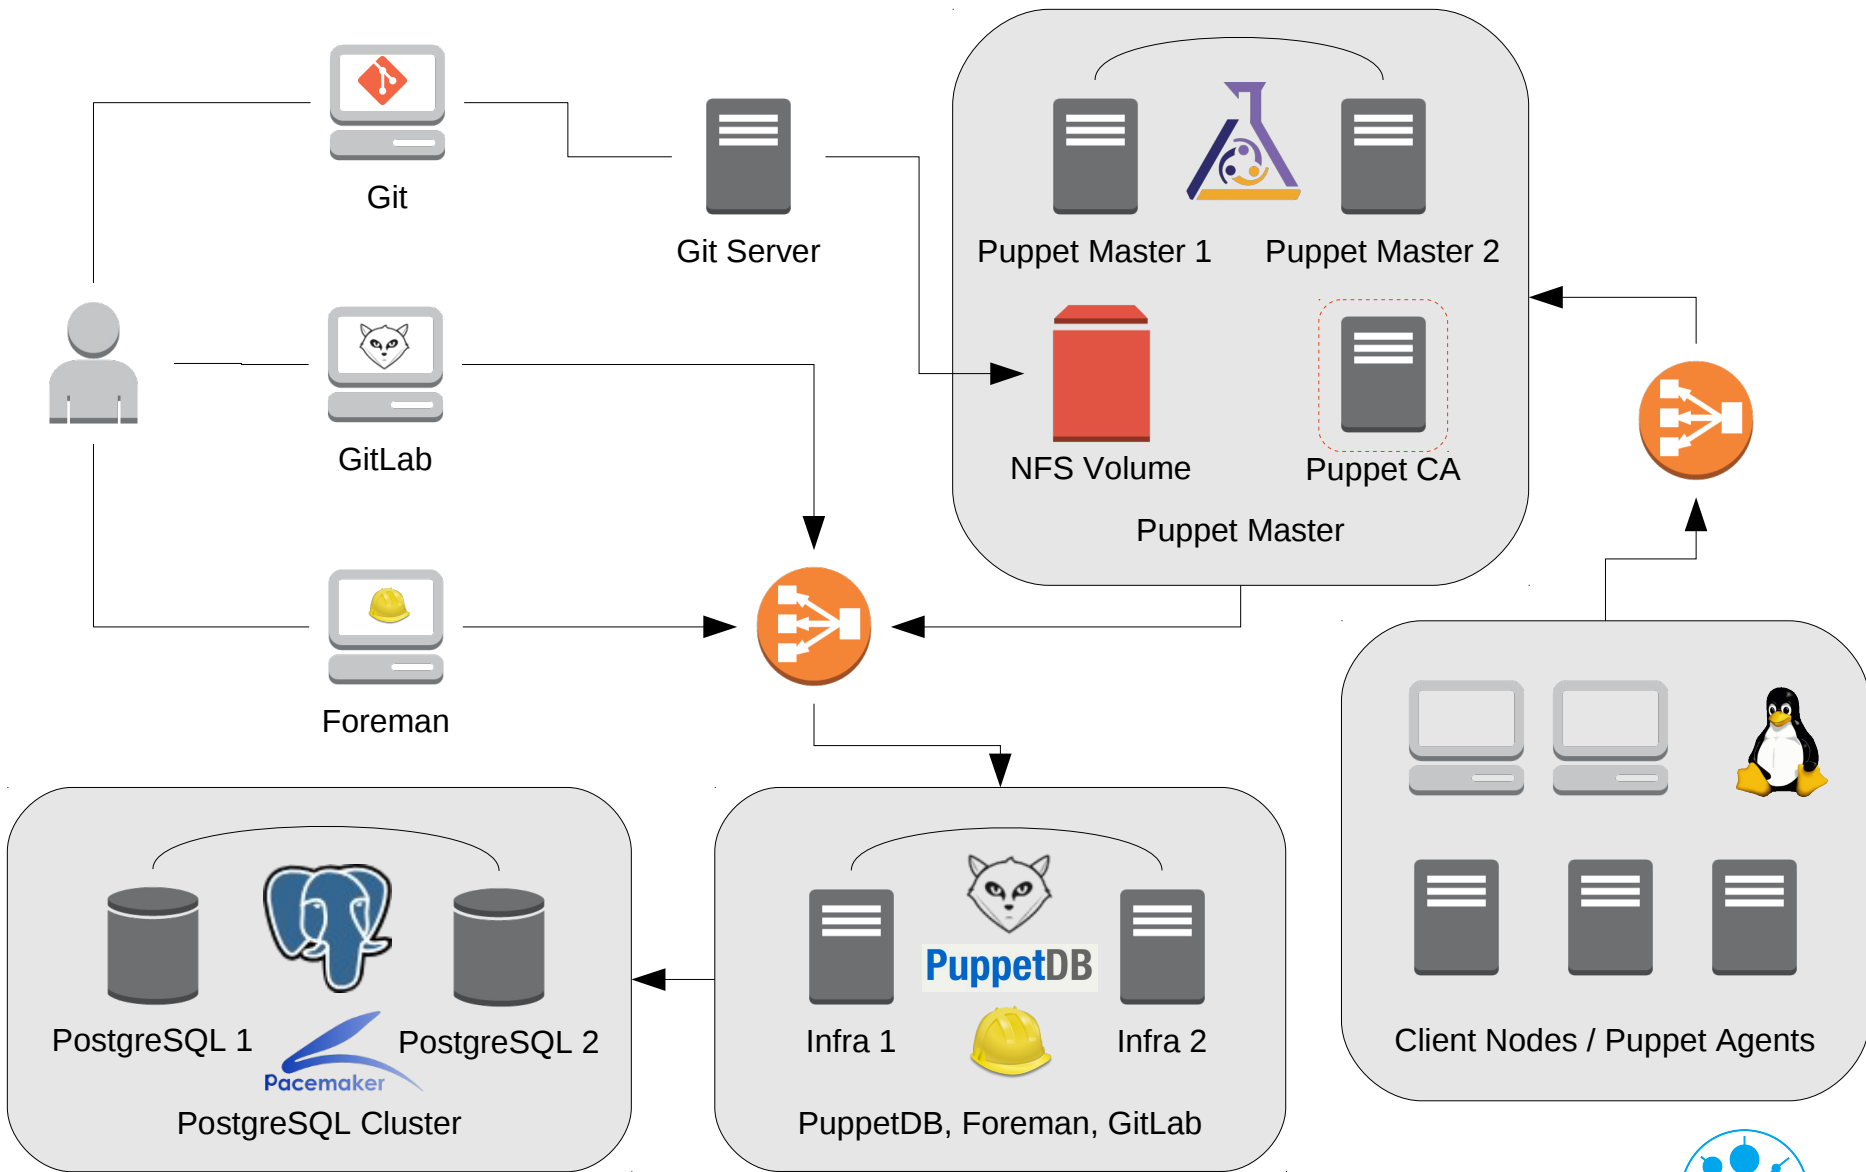 Git
Git Server
Puppet Master 1
Puppet Master 2
GitLab
NFS Volume
Puppet CA
Puppet Master
Foreman
PuppetDB
PostgreSQL 1
PostgreSQL 2
Pacemaker
PostgreSQL Cluster
Infra 1
Infra 2
PuppetDB, Foreman, GitLab
Client Nodes / Puppet Agents